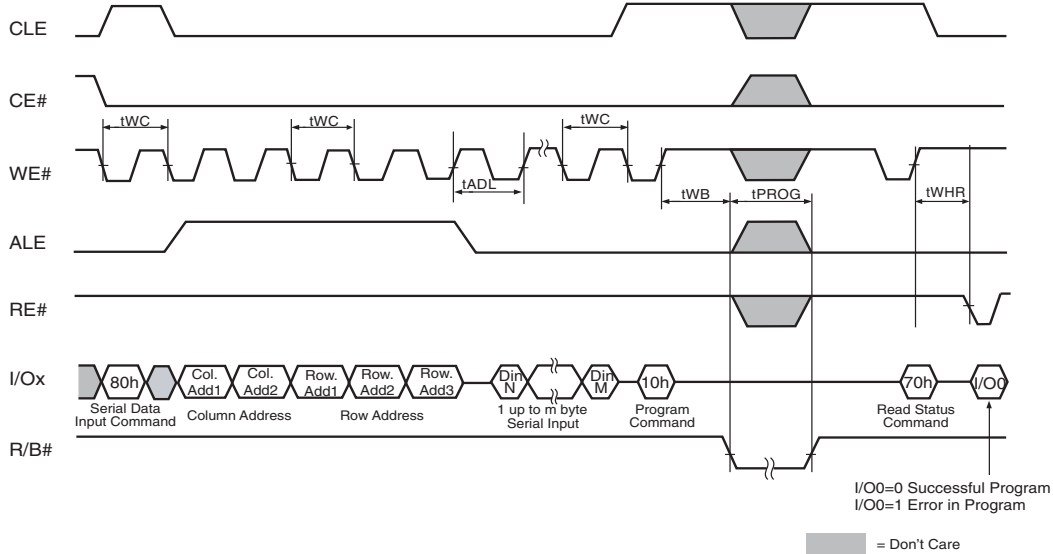 CLE
CE#
tWC
tWC
tWC
WE#
tADL
tWB
tPROG
tWHR
ALE
RE#
I/Ox
80h
Col.
Add1
Col.
Add2
Row.
Add1
Row.
Add2
Row.
Add3
Din
N
Din
M
10h
70h
I/O0
Serial Data
Input Command
Column Address
Row Address
1 up to m byte
Serial Input
Program
Command
Read Status
Command
R/B#
I/O0=0 Successful Program
I/O0=1 Error in Program
= Don't Care